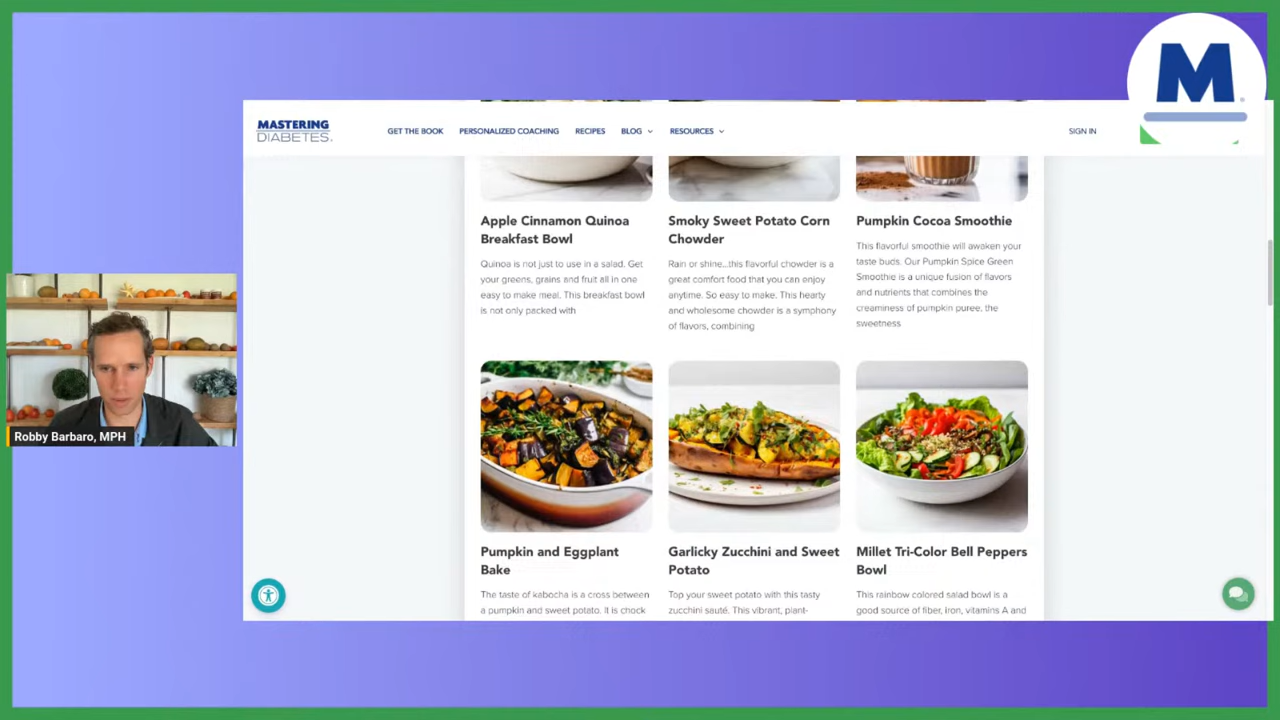 M
MASTERING
DIABETES.
GET THE BOOK
PERSONALIZED COACHING
RECIPES
BLOG
RESOURCES
SIGN IN
Apple Cinnamon Quinoa
Breakfast Bowl
Quinoa is not just to use in a salad. Get
your greens, grains and fruit all in one
easy to make meal. This breakfast bowl
is not only packed with
Smoky Sweet Potato Corn
Chowder
Rain or shine...this flavorful chowder is a
great comfort food that you can enjoy
anytime. So easy to make. This hearty
and wholesome chowder is a symphony
of flavors, combining
Pumpkin Cocoa Smoothie
This flavorful smoothie will awaken your
taste buds. Our Pumpkin Spice Green
Smoothie is a unique fusion of flavors
and nutrients that combines the
creaminess of pumpkin puree, the
sweetness
Robby Barbaro, MPH
Pumpkin and Eggplant
Bake
The taste of kabocha is a cross between
a pumpkin and sweet potato. It is chock
Garlicky Zucchini and Sweet
Potato
Top your sweet potato with this tasty
zucchini sauté. This vibrant, plant-
Millet Tri-Color Bell Peppers
Bowl
This rainbow colored salad bowl is a
good source of fiber, iron, vitamins A and